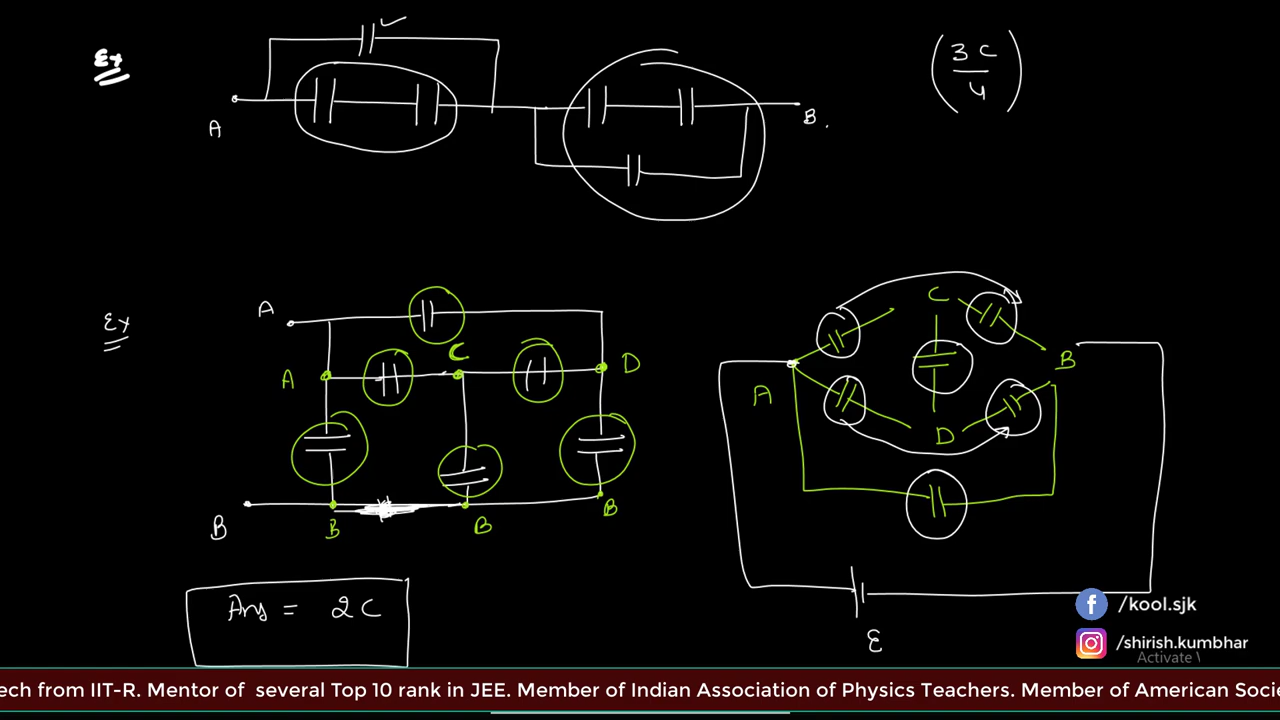 Ex
A
B.
(3C/4)
Ex
A
A
C
D
B
B
B
B
Ans = 2C
C
A
B
D
E
/kool.sjk
/shirish.kumbhar
Activate \
ech from IIT-R. Mentor of several Top 10 rank in JEE. Member of Indian Association of Physics Teachers. Member of American Socie